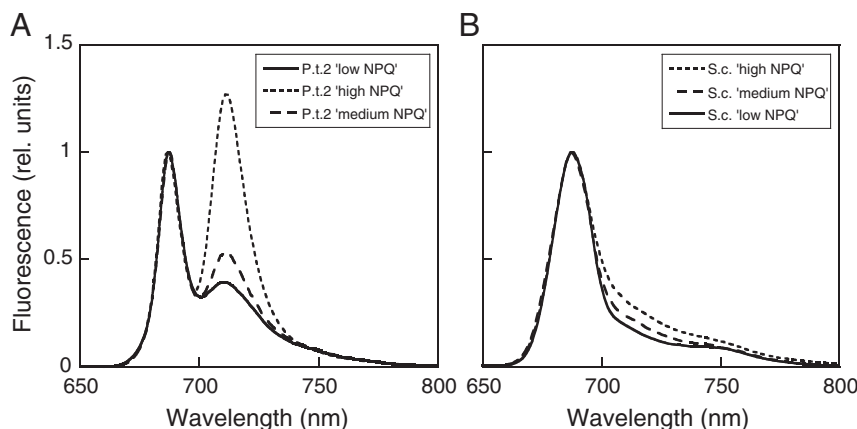 A
1.5
1
0.5
0
Fluorescence (rel. units)
P.t.2 'low NPQ'
P.t.2 'high NPQ'
P.t.2 'medium NPQ'
650
700
750
800
Wavelength (nm)
B
S.c. 'high NPQ'
S.c. 'medium NPQ'
S.c. 'low NPQ'
650
700
750
800
Wavelength (nm)